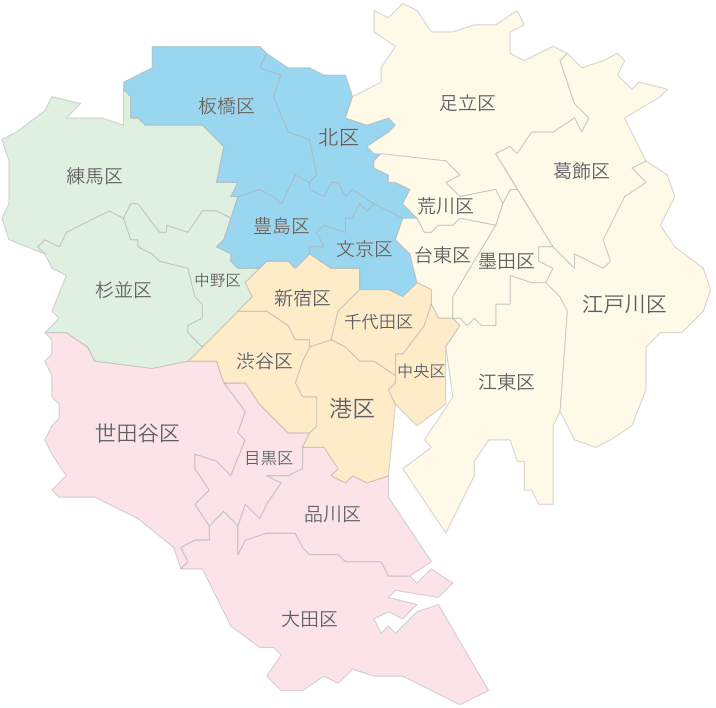 足立区
板橋区
北区
葛飾区
練馬区
荒川区
豊島区
文京区
台東区
墨田区
中野区
杉並区
新宿区
江戸川区
千代田区
渋谷区
中央区
江東区
港区
世田谷区
目黒区
品川区
大田区